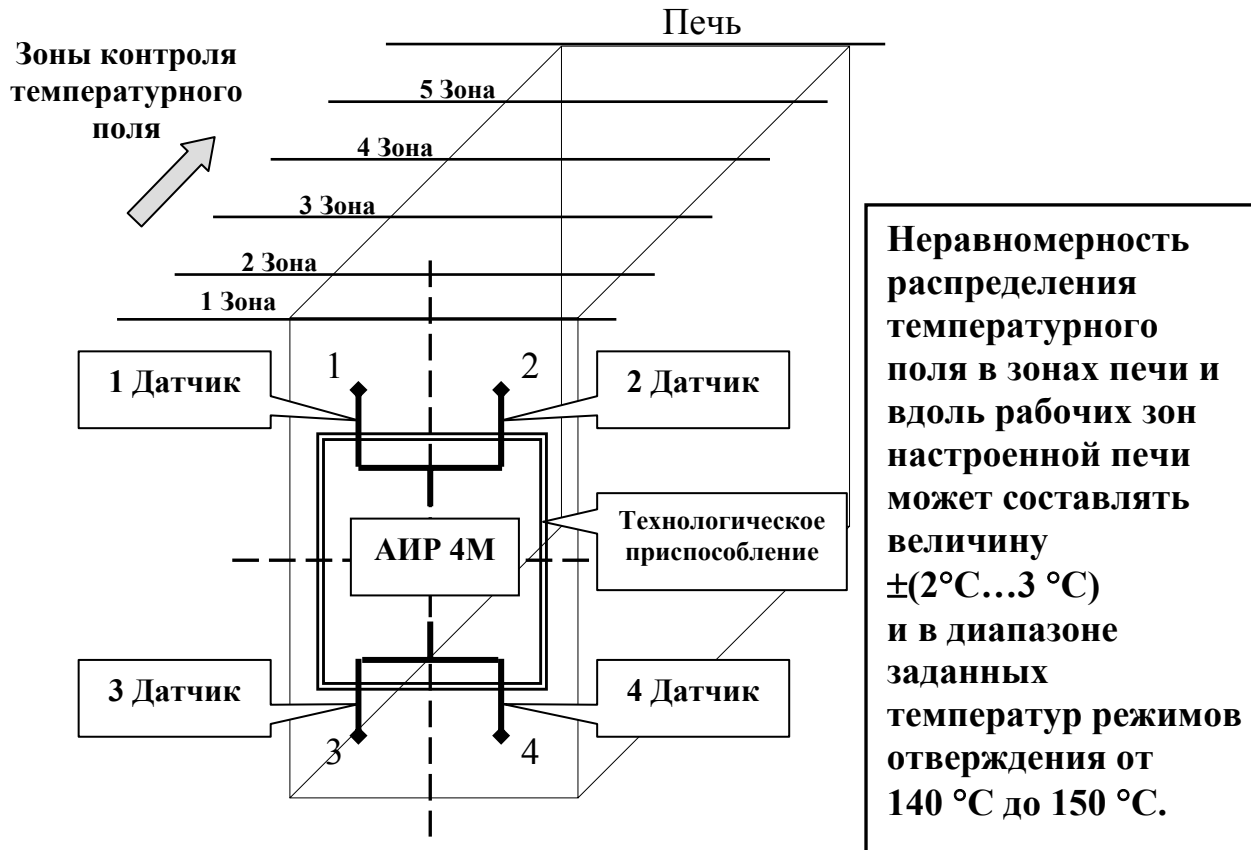 Печь
Зоны контроля
температурного
поля
5 Зона
4 Зона
3 Зона
2 Зона
1 Зона
1 Датчик
1
2
2 Датчик
АИР 4М
Технологическое
приспособление
3 Датчик
3
4
4 Датчик
Неравномерность
распределения
температурного
поля в зонах печи и
вдоль рабочих зон
настроенной печи
может составлять
величину
±(2°С…3 °С)
и в диапазоне
заданных
температур режимов
отверждения от
140 °С до 150 °С.